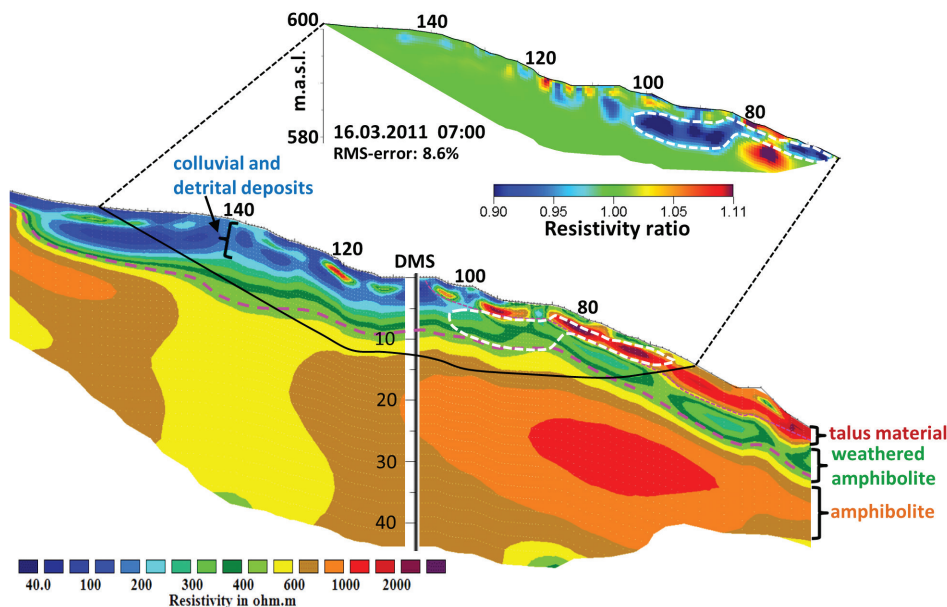 600
140
120
100
80
m.a.s.l.
580
16.03.2011 07:00
RMS-error: 8.6%
0.90 0.95 1.00 1.05 1.11
Resistivity ratio
colluvial and
detrital deposits
140
120
DMS
100
80
10
20
30
40
talus material
weathered
amphibolite
amphibolite
40.0 100 200 300 400 600 1000 2000
Resistivity in ohm.m